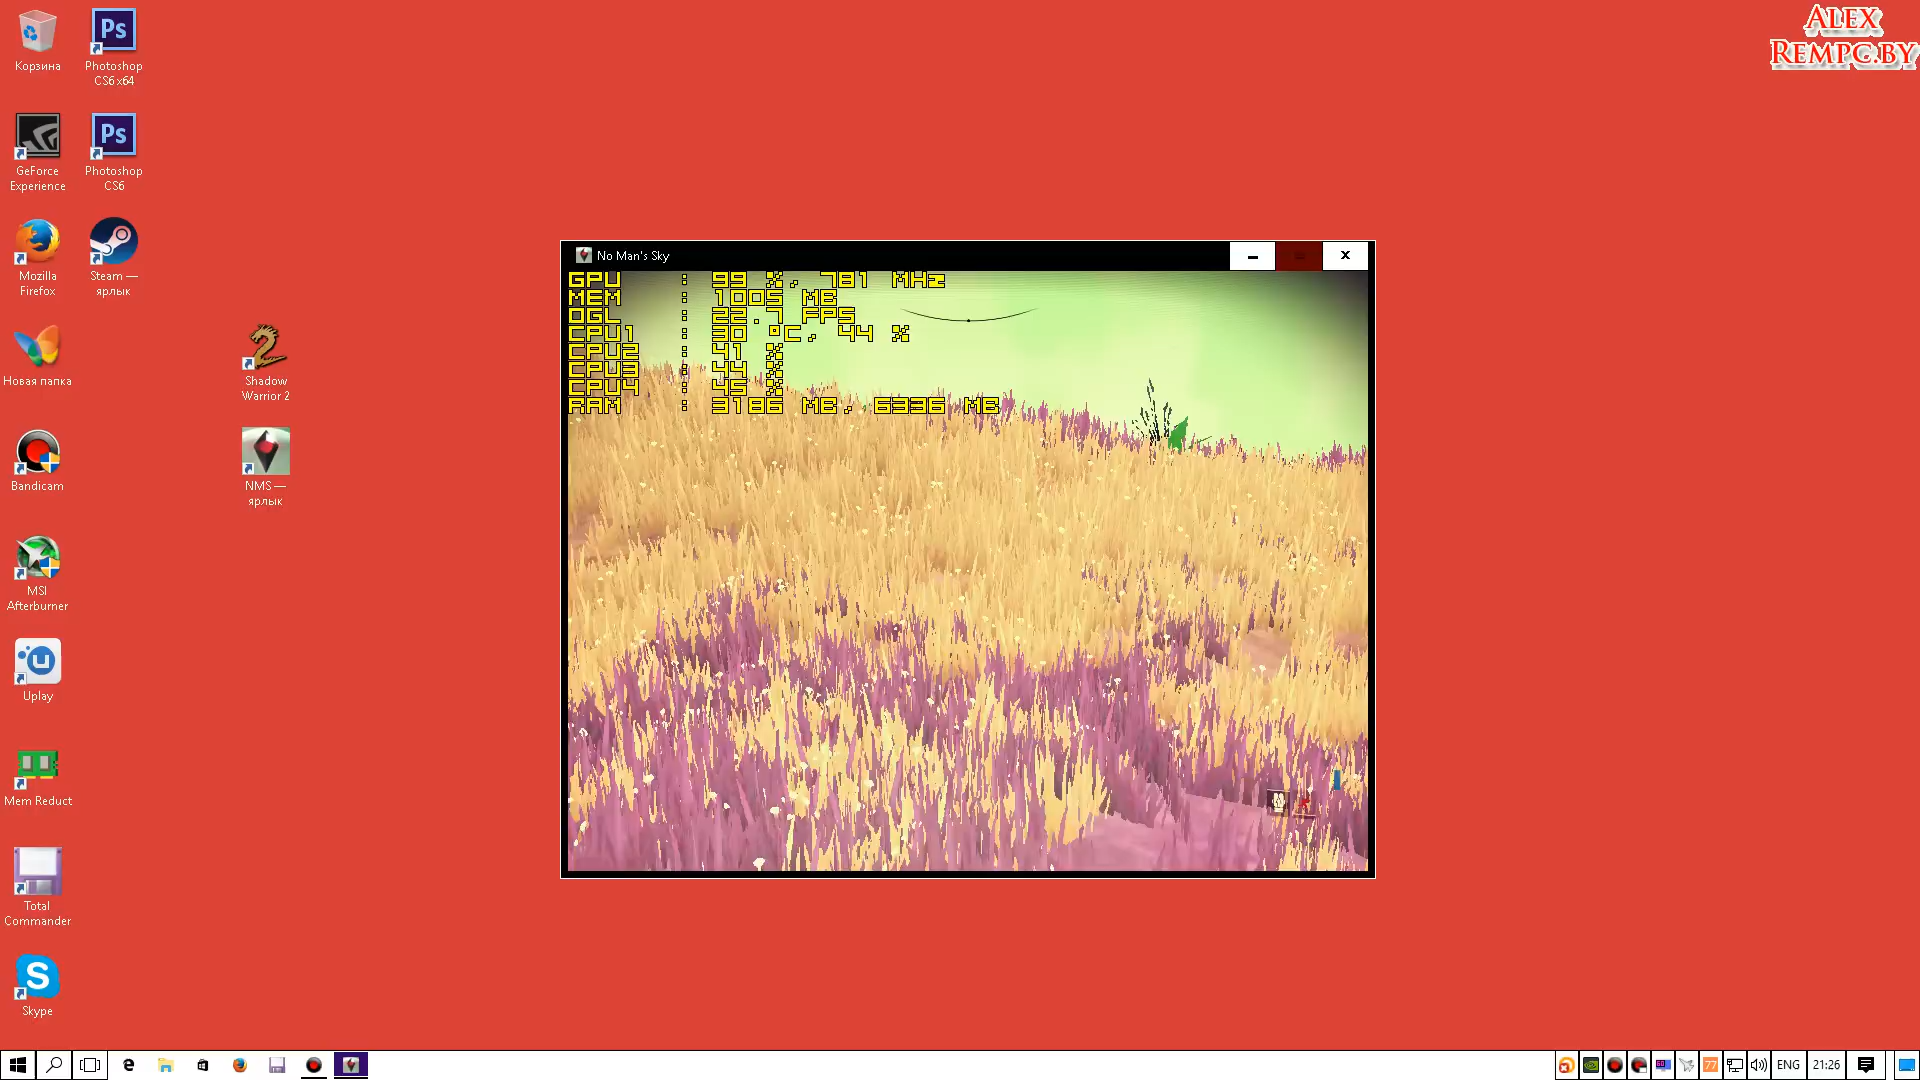 Alex
Rempc.by
Корзина
Ps
Photoshop
CS6 x64
GeForce
Experience
Ps
Photoshop
CS6
Mozilla
Firefox
Steam —
ярлык
Новая папка
Shadow
Warrior 2
Bandicam
NMS —
ярлык
MSI
Afterburner
Uplay
Mem Reduct
Total
Commander
Skype
No Man's Sky
GPU : 99 %, 781 MHz
MEM : 1005 MB
OGL : 22.7 FPS
CPU1 : 30 °C, 44 %
CPU2 : 41 %
CPU3 : 44 %
CPU4 : 45 %
RAM : 3186 MB, 6336 MB
77
ENG
21:26